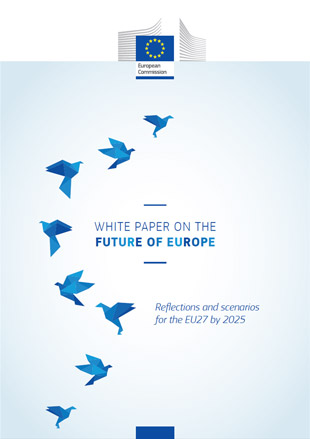 European
Commission
WHITE PAPER ON THE
FUTURE OF EUROPE
Reflections and scenarios
for the EU27 by 2025